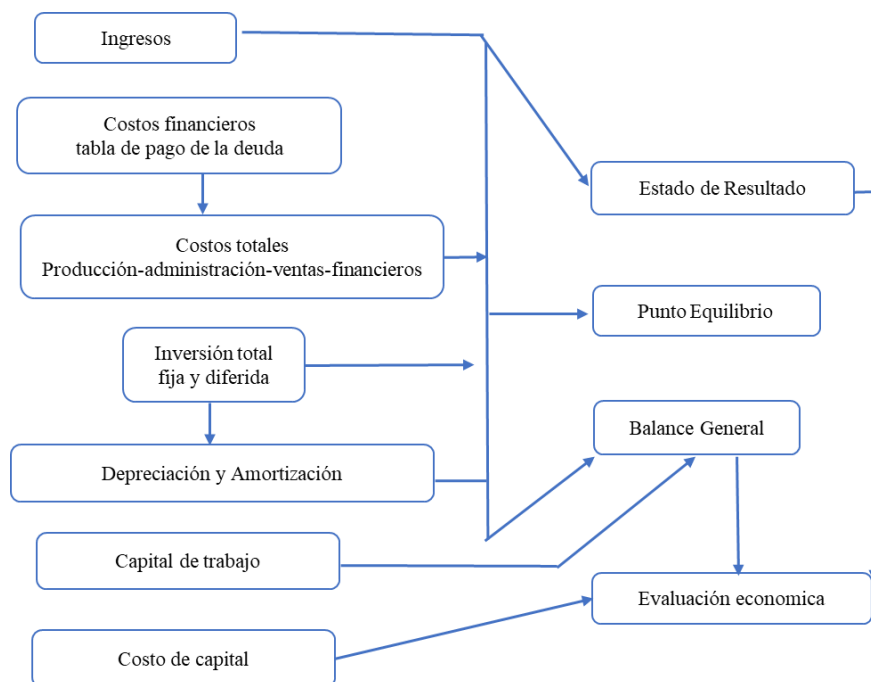 Ingresos
Costos financieros
tabla de pago de la deuda
Costos totales
Producción-administración-ventas-financieros
Inversión total
fija y diferida
Depreciación y Amortización
Capital de trabajo
Costo de capital
Estado de Resultado
Punto Equilibrio
Balance General
Evaluación economica